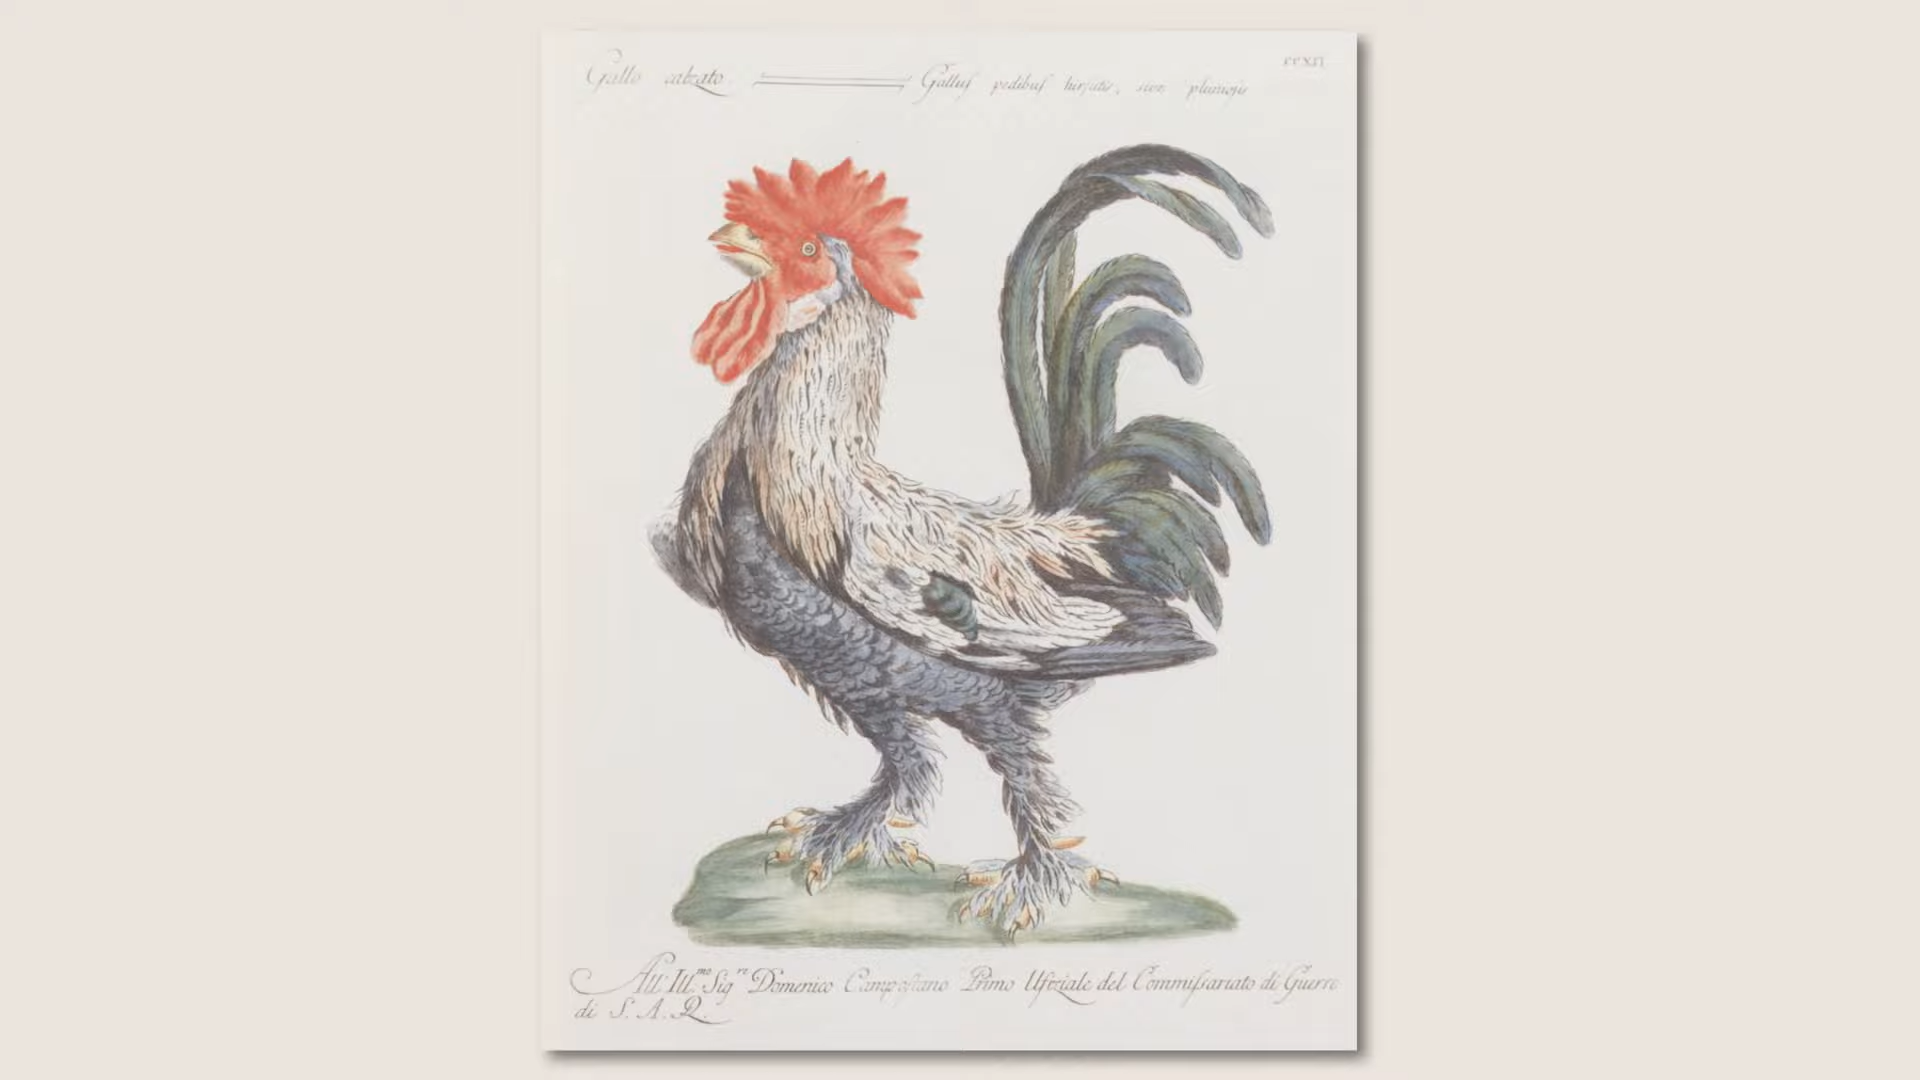 Gallo calzato
Gallus pedibus hirsutis, seu plumosis
CCXII
All' Ill.mo Sig.re Domenico Campostano Primo Ufiziale del Commissariato di Guerre
di S. A. R.